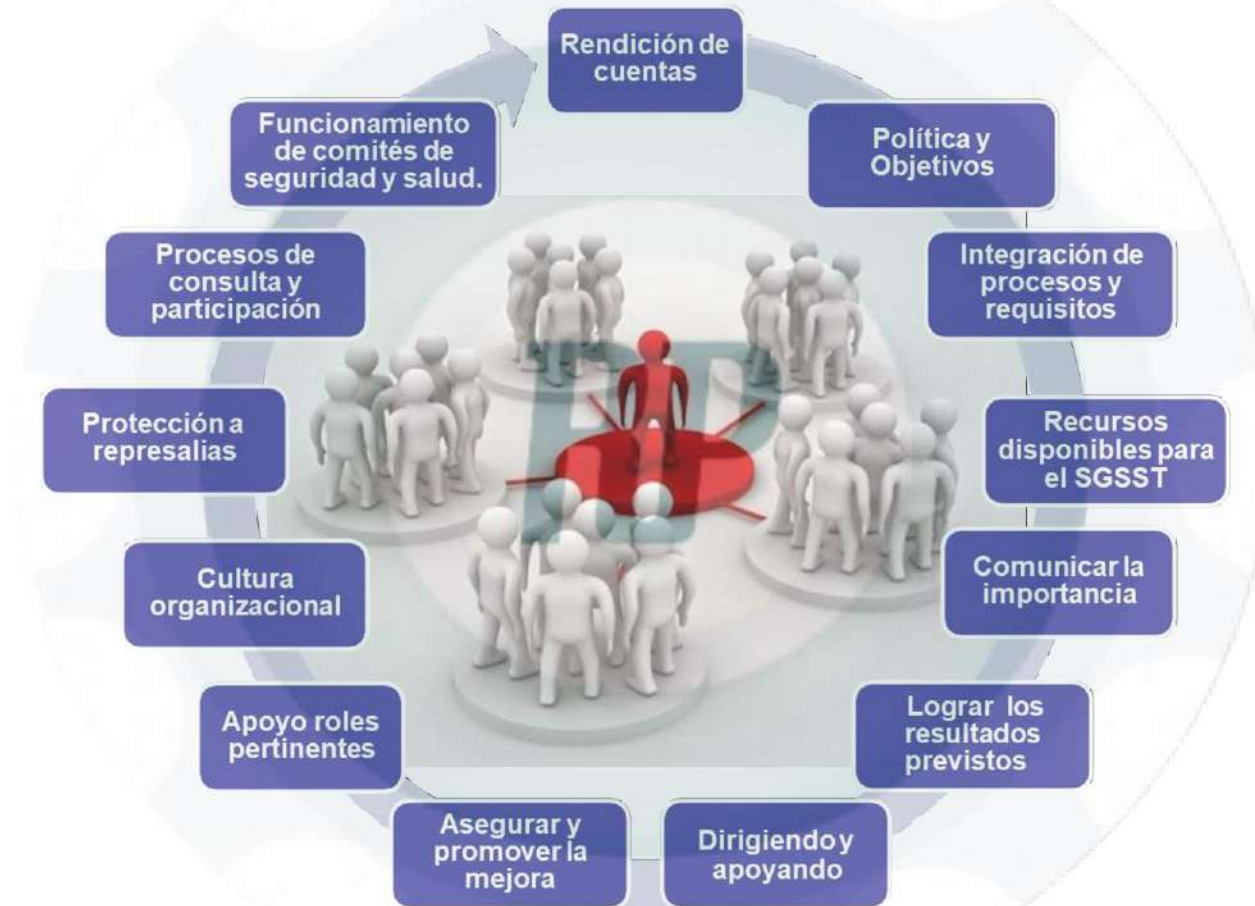 Rendición de
cuentas
Política y
Objetivos
Integración de
procesos y
requisitos
Recursos
disponibles para
el SGSST
Comunicar la
importancia
Lograr los
resultados
previstos
Dirigiendo y
apoyando
Asegurar y
promover la
mejora
Apoyo roles
pertinentes
Cultura
organizacional
Protección a
represalias
Procesos de
consulta y
participación
Funcionamiento
de comités de
seguridad y salud.